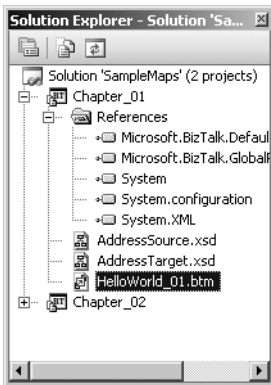 Solution Explorer - Solution 'Sa...
Solution 'SampleMaps' (2 projects)
Chapter_01
References
Microsoft.BizTalk.Defaul
Microsoft.BizTalk.GlobalF
System
System.configuration
System.XML
AddressSource.xsd
AddressTarget.xsd
HelloWorld_01.btm
Chapter_02